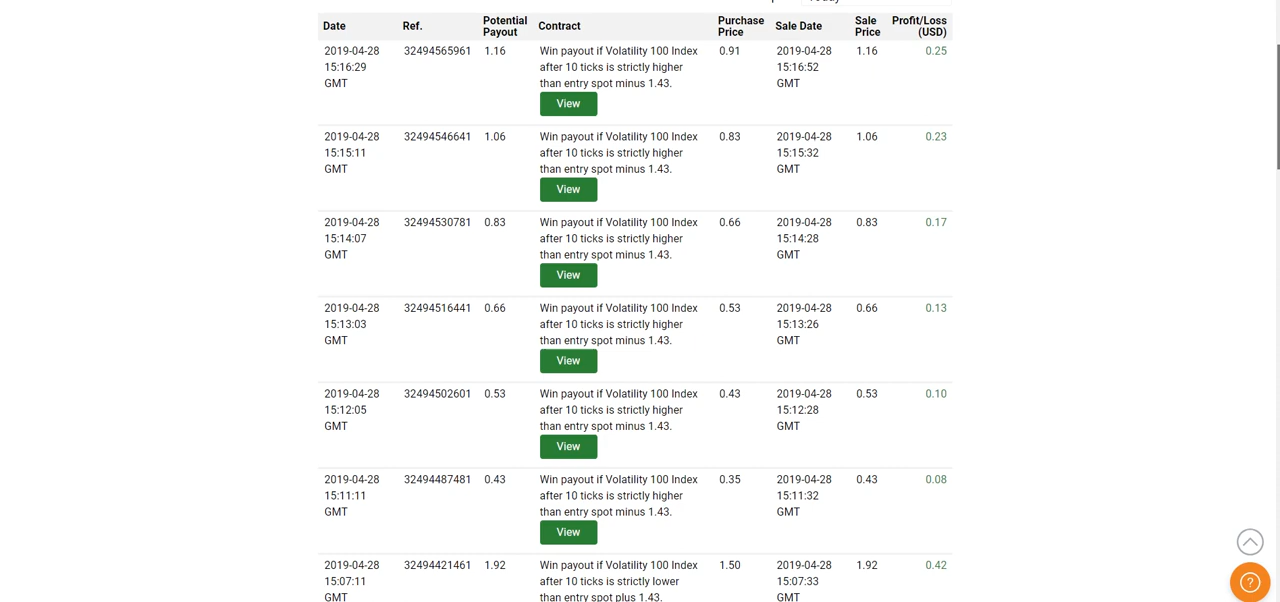 Date Ref. Potential Payout Contract Purchase Price Sale Date Sale Price Profit/Loss (USD)
2019-04-28 32494565961 1.16 Win payout if Volatility 100 Index 0.91 2019-04-28 1.16 0.25
15:16:29 after 10 ticks is strictly higher 15:16:52
GMT than entry spot minus 1.43. GMT
View
2019-04-28 32494546641 1.06 Win payout if Volatility 100 Index 0.83 2019-04-28 1.06 0.23
15:15:11 after 10 ticks is strictly higher 15:15:32
GMT than entry spot minus 1.43. GMT
View
2019-04-28 32494530781 0.83 Win payout if Volatility 100 Index 0.66 2019-04-28 0.83 0.17
15:14:07 after 10 ticks is strictly higher 15:14:28
GMT than entry spot minus 1.43. GMT
View
2019-04-28 32494516441 0.66 Win payout if Volatility 100 Index 0.53 2019-04-28 0.66 0.13
15:13:03 after 10 ticks is strictly higher 15:13:26
GMT than entry spot minus 1.43. GMT
View
2019-04-28 32494502601 0.53 Win payout if Volatility 100 Index 0.43 2019-04-28 0.53 0.10
15:12:05 after 10 ticks is strictly higher 15:12:28
GMT than entry spot minus 1.43. GMT
View
2019-04-28 32494487481 0.43 Win payout if Volatility 100 Index 0.35 2019-04-28 0.43 0.08
15:11:11 after 10 ticks is strictly higher 15:11:32
GMT than entry spot minus 1.43. GMT
View
2019-04-28 32494421461 1.92 Win payout if Volatility 100 Index 1.50 2019-04-28 1.92 0.42
15:07:11 after 10 ticks is strictly lower 15:07:33
GMT than entry spot plus 1.43. GMT